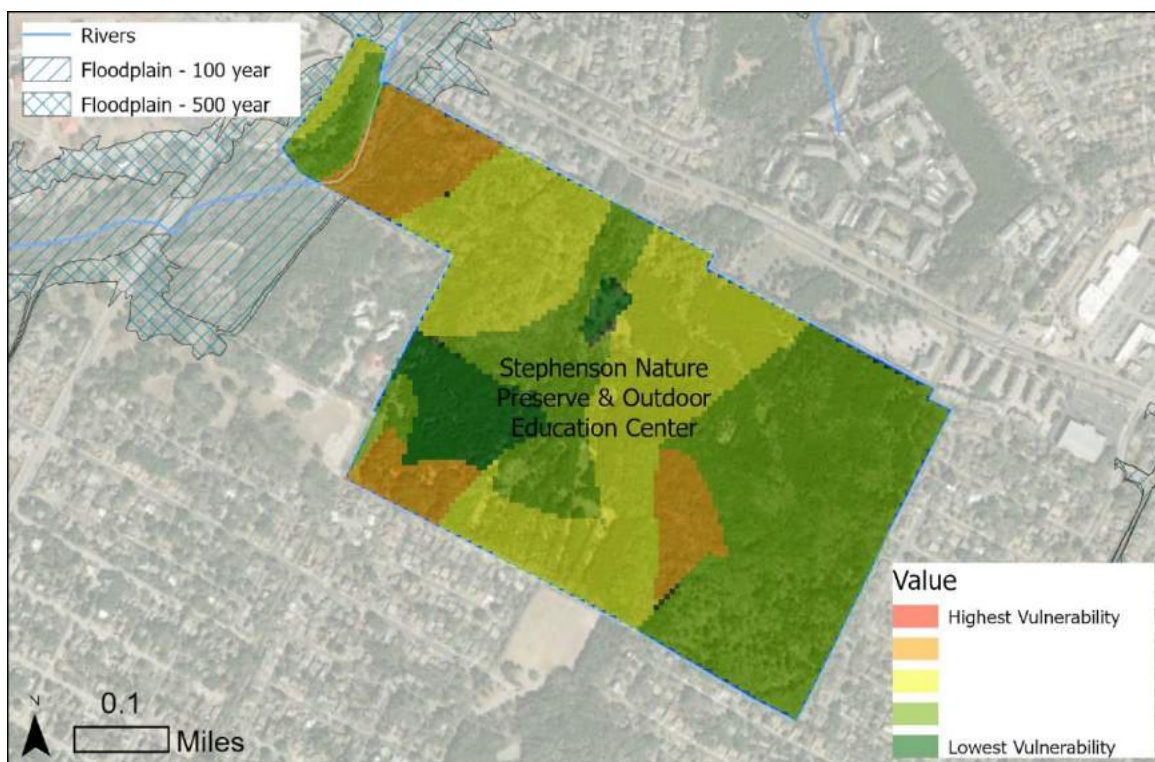 Rivers
Floodplain - 100 year
Floodplain - 500 year
Stephenson Nature
Preserve & Outdoor
Education Center
Value
Highest Vulnerability
Lowest Vulnerability
N
0.1
Miles